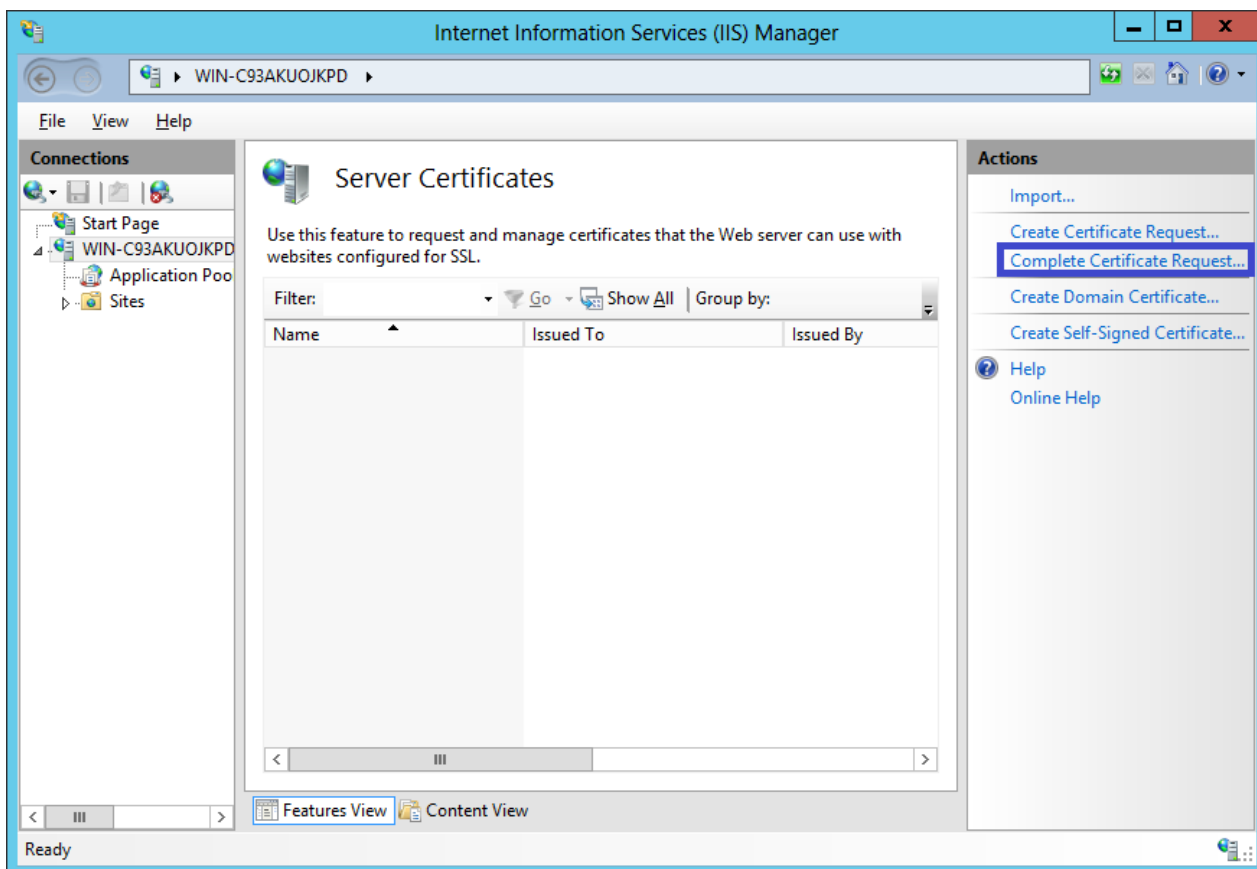 Internet Information Services (IIS) Manager
WIN-C93AKUOJKPD
File View Help
Connections
Start Page
WIN-C93AKUOJKPD
Application Poo
Sites
Server Certificates
Use this feature to request and manage certificates that the Web server can use with
websites configured for SSL.
Filter: Go Show All Group by:
Name Issued To Issued By
Features View Content View
Actions
Import...
Create Certificate Request...
Complete Certificate Request...
Create Domain Certificate...
Create Self-Signed Certificate...
Help
Online Help
Ready